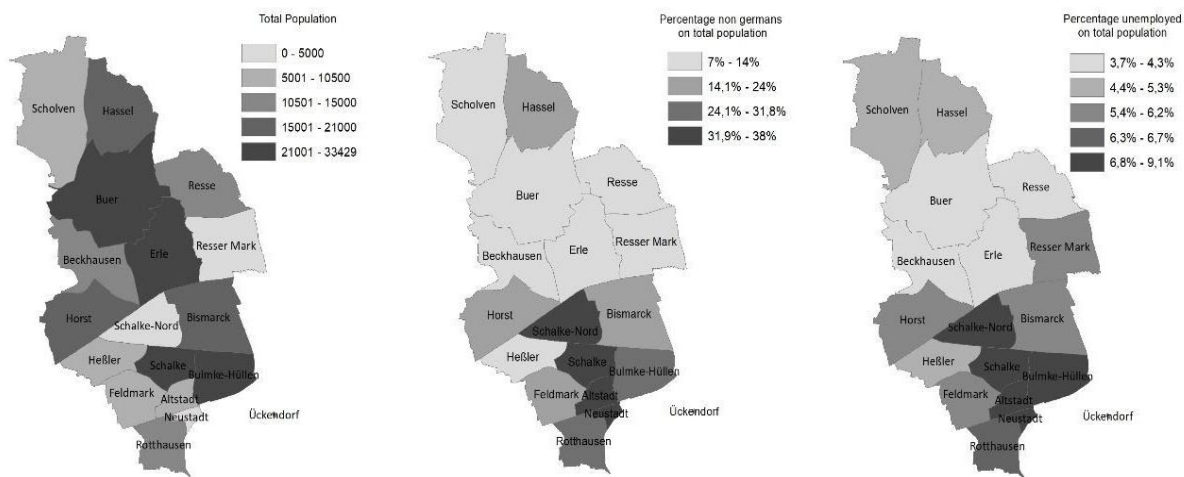 Total Population
0 - 5000
5001 - 10500
10501 - 15000
15001 - 21000
21001 - 33429
Scholven
Hassel
Buer
Resse
Erle
Resser Mark
Beckhausen
Horst
Schalke-Nord
Bismarck
Heßler
Schalke
Bulmke-Hüllen
Feldmark
Altstadt
Neustadt
Ückendorf
Rotthausen
Percentage non germans
on total population
7% - 14%
14,1% - 24%
24,1% - 31,8%
31,9% - 38%
Scholven
Hassel
Buer
Resse
Erle
Resser Mark
Beckhausen
Horst
Schalke-Nord
Bismarck
Heßler
Schalke
Bulmke-Hüllen
Feldmark
Altstadt
Neustadt
Ückendorf
Rotthausen
Percentage unemployed
on total population
3,7% - 4,3%
4,4% - 5,3%
5,4% - 6,2%
6,3% - 6,7%
6,8% - 9,1%
Scholven
Hassel
Buer
Resse
Erle
Resser Mark
Beckhausen
Horst
Schalke-Nord
Bismarck
Heßler
Schalke
Bulmke-Hüllen
Feldmark
Altstadt
Neustadt
Ückendorf
Rotthausen